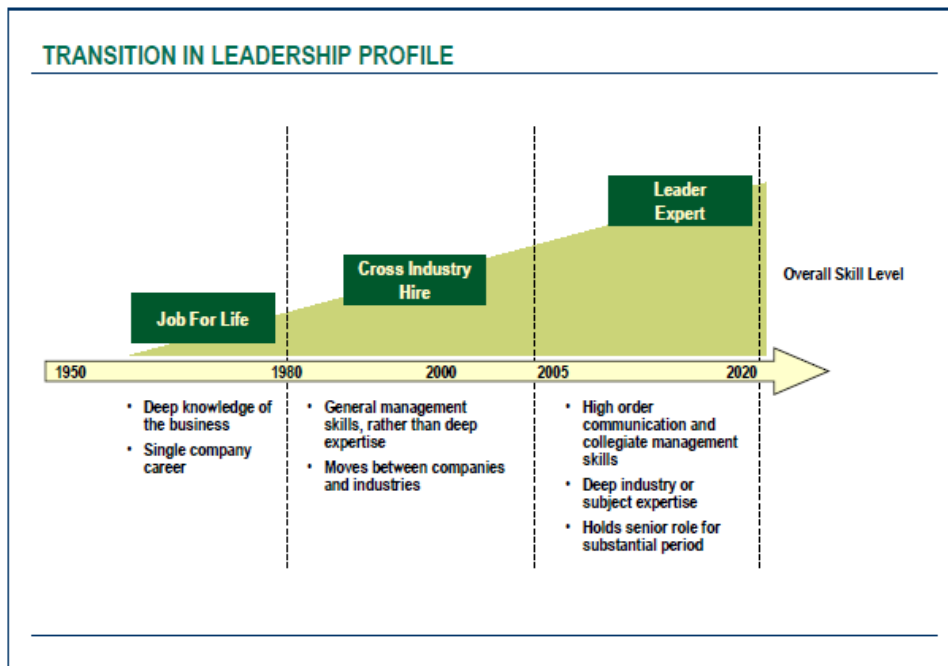 TRANSITION IN LEADERSHIP PROFILE
Leader
Expert
Cross Industry
Hire
Job For Life
Overall Skill Level
1950 1980 2000 2005 2020
• Deep knowledge of
the business
• Single company
career
• General management
skills, rather than deep
expertise
• Moves between companies
and industries
• High order
communication and
collegiate management
skills
• Deep industry or
subject expertise
• Holds senior role for
substantial period